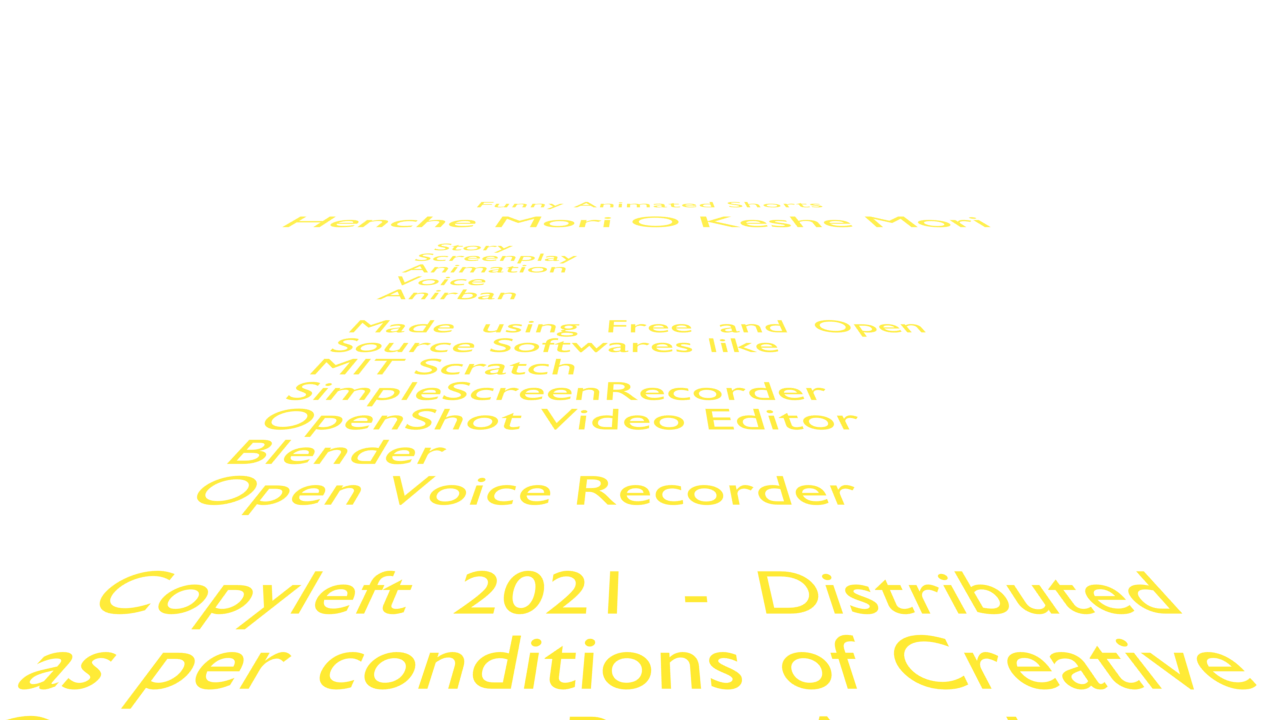 Funny Animated Shorts
Henche Mori O Keshe Mori
Story
Screenplay
Animation
Voice
Anirban
Made using Free and Open
Source Softwares like
MIT Scratch
SimpleScreenRecorder
OpenShot Video Editor
Blender
Open Voice Recorder
Copyleft 2021 - Distributed
as per conditions of Creative